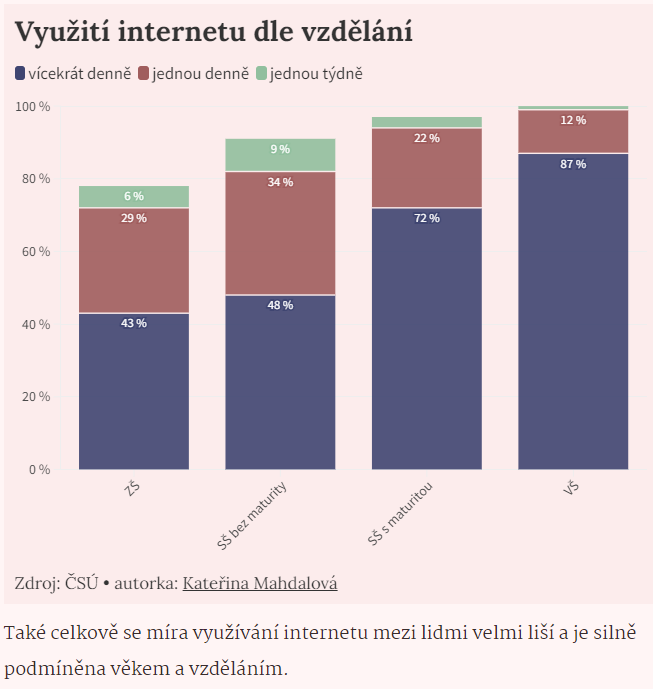 Využití internetu dle vzdělání
vícekrát denně jednou denně jednou týdně
100 %
80 %
60 %
40 %
20 %
0 %
6 %
29 %
43 %
9 %
34 %
48 %
22 %
72 %
12 %
87 %
ZŠ
SŠ bez maturity
SŠ s maturitou
VŠ
Zdroj: ČSÚ • autorka: Kateřina Mahdalová
Také celkově se míra využívání internetu mezi lidmi velmi liší a je silně
podmíněna věkem a vzděláním.